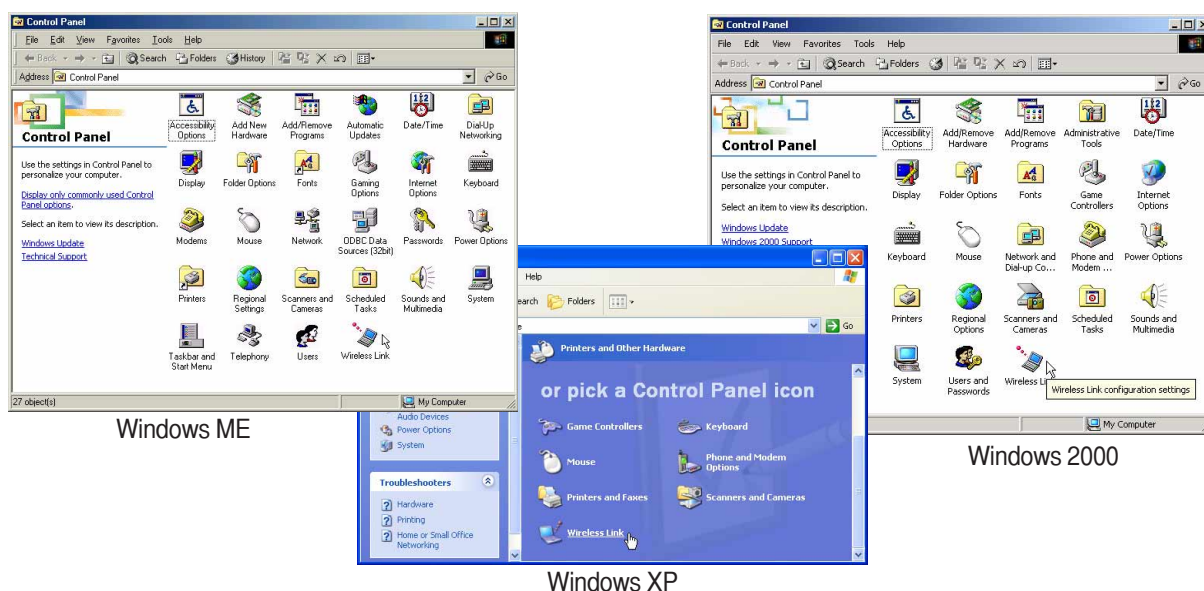 Control Panel
File Edit View Favorites Tools Help
Back Search Folders History
Address Control Panel Go
Control Panel
Use the settings in Control Panel to
personalize your computer.
Display only commonly used Control
Panel options.
Select an item to view its description.
Windows Update
Technical Support
Accessibility Options
Add New Hardware
Add/Remove Programs
Automatic Updates
Date/Time
Dial-Up Networking
Display
Folder Options
Fonts
Gaming Options
Internet Options
Keyboard
Modems
Mouse
Network
ODBC Data Sources (32bit)
Passwords
Power Options
Printers
Regional Settings
Scanners and Cameras
Scheduled Tasks
Sounds and Multimedia
System
Taskbar and Start Menu
Telephony
Users
Wireless Link
27 object(s) My Computer
Windows ME
Control Panel
File Edit View Favorites Tools Help
Back Search Folders
Address Control Panel Go
Control Panel
Use the settings in Control Panel to
personalize your computer.
Select an item to view its description.
Windows Update
Windows 2000 Support
Accessibility Options
Add/Remove Hardware
Add/Remove Programs
Administrative Tools
Date/Time
Display
Folder Options
Fonts
Game Controllers
Internet Options
Keyboard
Mouse
Network and Dial-up Co...
Phone and Modem ...
Power Options
Printers
Regional Options
Scanners and Cameras
Scheduled Tasks
Sounds and Multimedia
System
Users and Passwords
Wireless
Wireless Link configuration settings
My Computer
Windows 2000
Help
Folders
Go
Printers and Other Hardware
or pick a Control Panel icon
Game Controllers
Keyboard
Mouse
Phone and Modem Options
Printers and Faxes
Scanners and Cameras
Wireless Link
Audio Devices
Power Options
System
Troubleshooters
Hardware
Printing
Home or Small Office
Networking
Windows XP